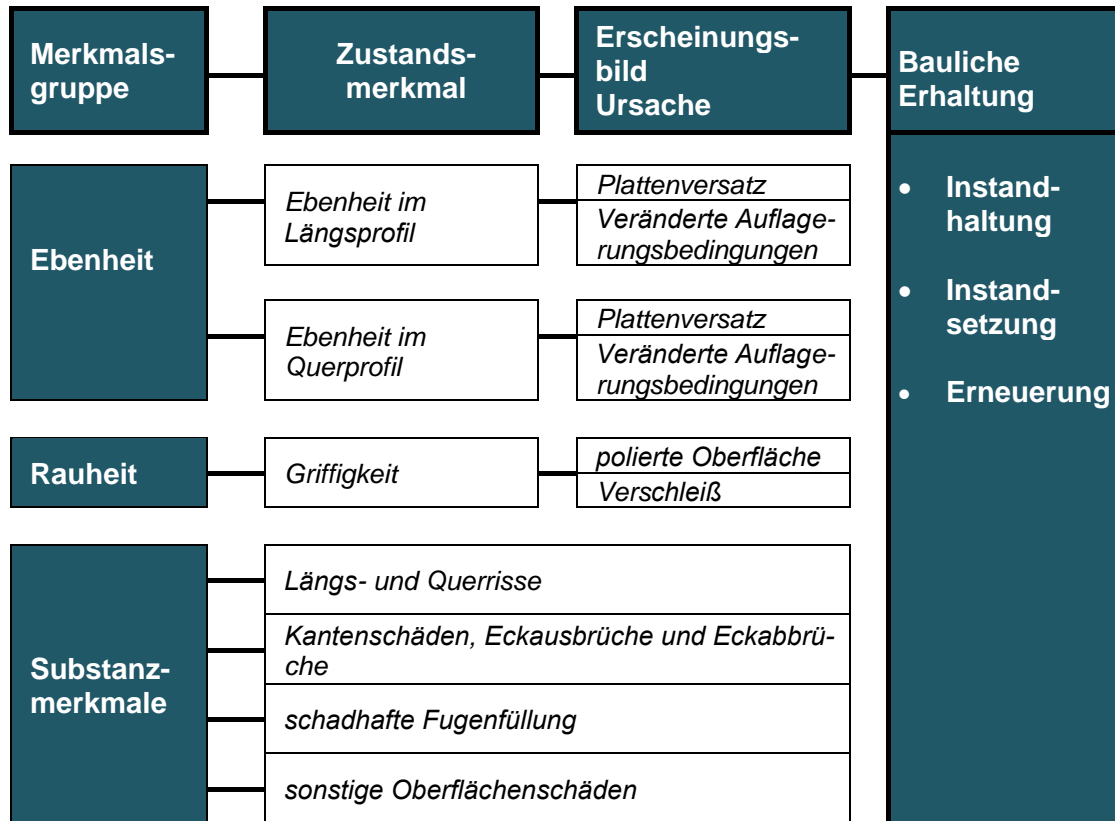 Merkmals-
gruppe
Zustands-
merkmal
Erscheinungs-
bild
Ursache
Bauliche
Erhaltung
Ebenheit
Ebenheit im
Längsprofil
Plattenversatz
Veränderte Auflage-
rungsbedingungen
Ebenheit im
Querprofil
Plattenversatz
Veränderte Auflage-
rungsbedingungen
Rauheit
Griffigkeit
polierte Oberfläche
Verschleiß
Substanz-
merkmale
Längs- und Querrisse
Kantenschäden, Eckausbrüche und Eckabbrü-
che
schadhafte Fugenfüllung
sonstige Oberflächenschäden
• Instand-
haltung
• Instand-
setzung
• Erneuerung